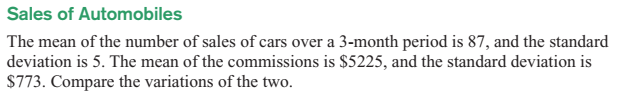 Sales of Automobiles
The mean of the number of sales of cars over a 3-month period is 87, and the standard
deviation is 5. The mean of the commissions is $5225, and the standard deviation is
$773. Compare the variations of the two.